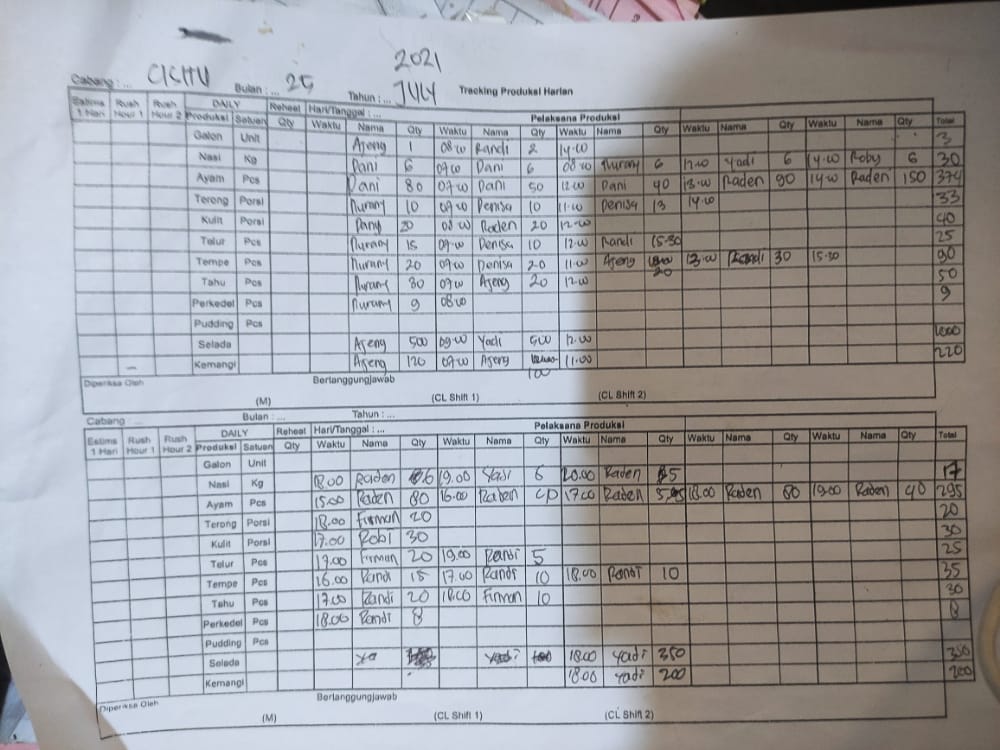 2021
Cabang : ... CICHU Bulan : ... 25 Tahun : ... JULY Tracking Produksi Harian
Estima 1 Hari Rush Hour 1 Rush Hour 2 DAILY Reheat Hari/Tanggal : ... Pelaksana Produksi
Produksi Satuan Qty Waktu Nama Qty Waktu Nama Qty Waktu Nama Qty Waktu Nama Qty Waktu Nama Qty Total
Galon Unit Ajeng 1 08.00 Randi 2 14.00 3
Nasi Kg Dani 6 07.00 Dani 6 08.00 Nurany 6 12.00 Yadi 6 14.00 Roby 6 30
Ayam Pcs Dani 80 07.00 Dani 50 12.00 Dani 40 13.00 Raden 90 14.00 Raden 150 374
Terong Porsi Nurany 10 07.00 Denisa 10 11.00 Denisa 13 14.00 33
Kulit Porsi Dany 20 08.00 Raden 20 12.00 40
Telur Pcs Nurany 15 09.00 Denisa 10 12.00 Randi 15.30 25
Tempe Pcs Nurany 20 07.00 Denisa 20 11.00 Ajeng 20 13.00 Randi 30 15.30 90
Tahu Pcs Nurany 30 07.00 Ajeng 20 12.00 50
Perkedel Pcs Nurany 9 08.00 9
Pudding Pcs
Selada Ajeng 500 09.00 Yadi 500 12.00 1000
Kemangi Ajeng 120 07.00 Ajeng 100 11.00 220
Diperiksa Oleh Bertanggungjawab
(M) (CL Shift 1) (CL Shift 2)
Cabang : ... Bulan : ... Tahun : ...
Estima 1 Hari Rush Hour 1 Rush Hour 2 DAILY Reheat Hari/Tanggal : ... Pelaksana Produksi
Produksi Satuan Qty Waktu Nama Qty Waktu Nama Qty Waktu Nama Qty Waktu Nama Qty Waktu Nama Qty Total
Galon Unit
Nasi Kg 18.00 Raden 6 19.00 Yadi 6 20.00 Raden 5 17
Ayam Pcs 15.00 Raden 80 16.00 Raden 40 17.00 Raden 18.00 Raden 80 19.00 Raden 40 295
Terong Porsi 18.00 Firman 20 20
Kulit Porsi 17.00 Robi 30 30
Telur Pcs 17.00 Firman 20 19.00 Randi 5 25
Tempe Pcs 16.00 Randi 15 17.00 Randi 10 18.00 Randi 10 35
Tahu Pcs 17.00 Randi 20 18.00 Firman 10 30
Perkedel Pcs 18.00 Randi 8 8
Pudding Pcs
Selada 18.00 Yadi 350 350
Kemangi 18.00 Yadi 200 200
Diperiksa Oleh Bertanggungjawab
(M) (CL Shift 1) (CL Shift 2)